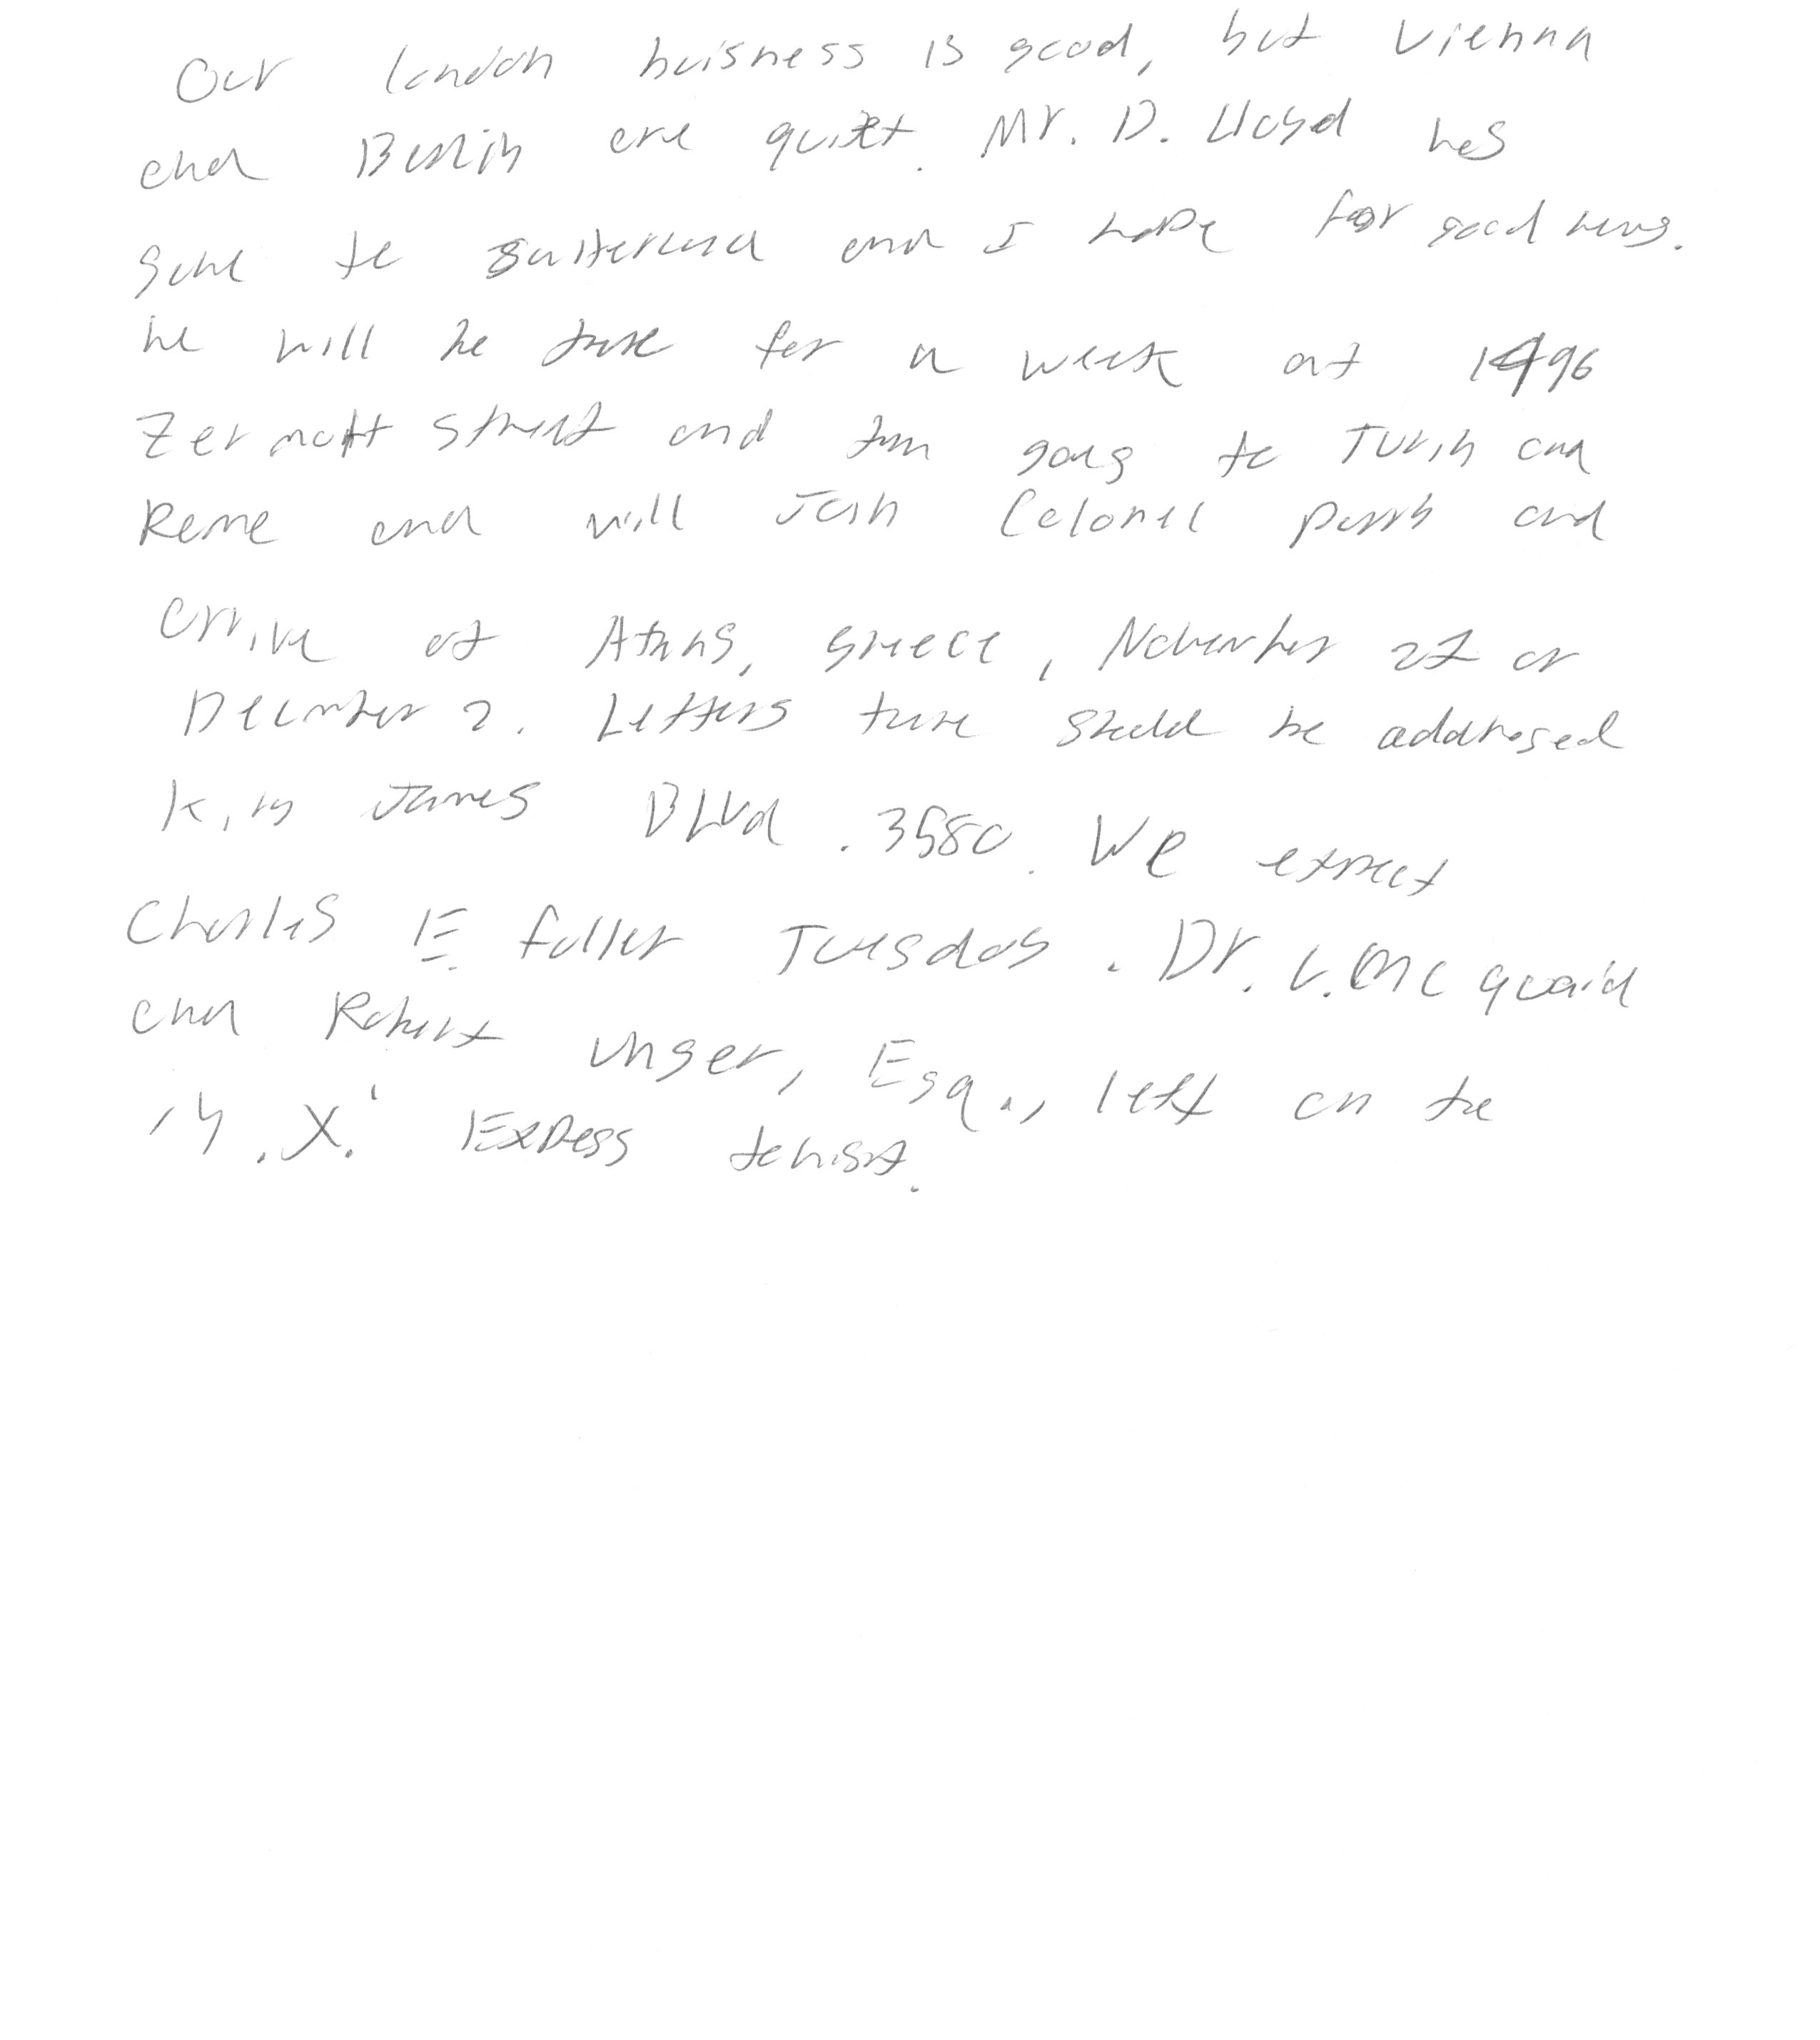 Our london buisness is good, but Vienna
and Berlin are quiet. Mr. D. Lloyd has
gone to Switerland and I hope for good news.
he will be there for a week at 1496
Zermatt Street and then going to Turin and
Rome and will Join Colonel Parry and
arrive at Athens, Greece, November 27 or
December 2. Letters there should be addressed
King James BLVd. 3580. We expect
Charles E. fuller Tuesday. Dr. L. Mcquaid
and Robert Unger, Esq., left on the
'Y.X.' Express tonight.